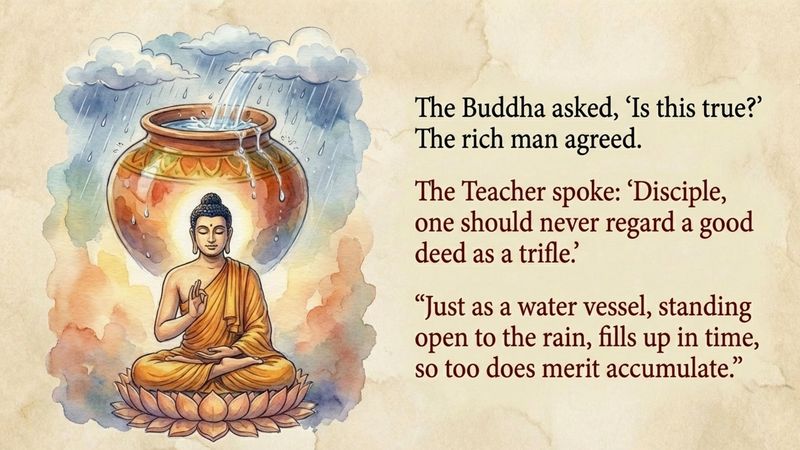 The Buddha asked, ‘Is this true?’
The rich man agreed.
The Teacher spoke: ‘Disciple,
one should never regard a good
deed as a trifle.’
“Just as a water vessel, standing
open to the rain, fills up in time,
so too does merit accumulate.”